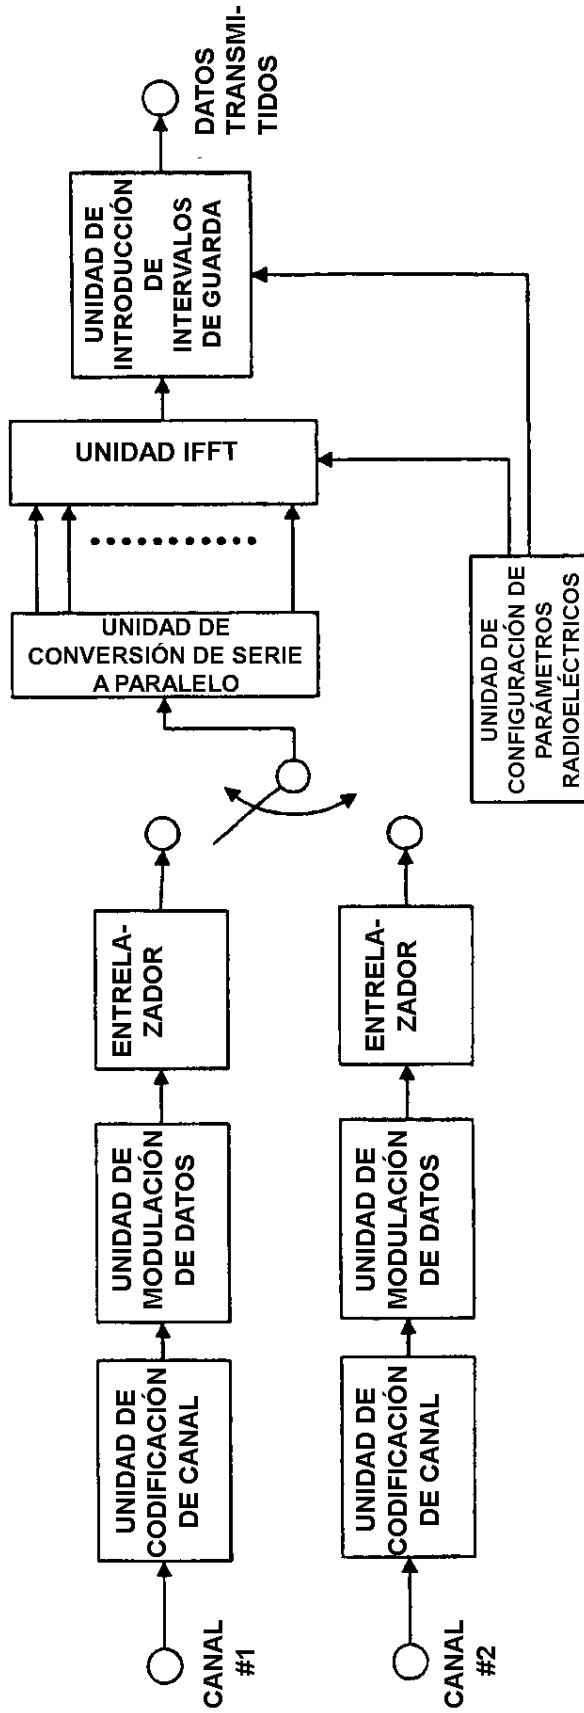 CANAL
#1
UNIDAD DE
CODIFICACIÓN
DE CANAL
UNIDAD DE
MODULACIÓN
DE DATOS
ENTRELA-
ZADOR
CANAL
#2
UNIDAD DE
CODIFICACIÓN
DE CANAL
UNIDAD DE
MODULACIÓN
DE DATOS
ENTRELA-
ZADOR
UNIDAD DE
CONVERSIÓN DE SERIE
A PARALELO
UNIDAD IFFT
UNIDAD DE
INTRODUCCIÓN
DE
INTERVALOS
DE GUARDA
DATOS
TRANSMI-
TIDOS
UNIDAD DE
CONFIGURACIÓN DE
PARÁMETROS
RADIOELÉCTRICOS